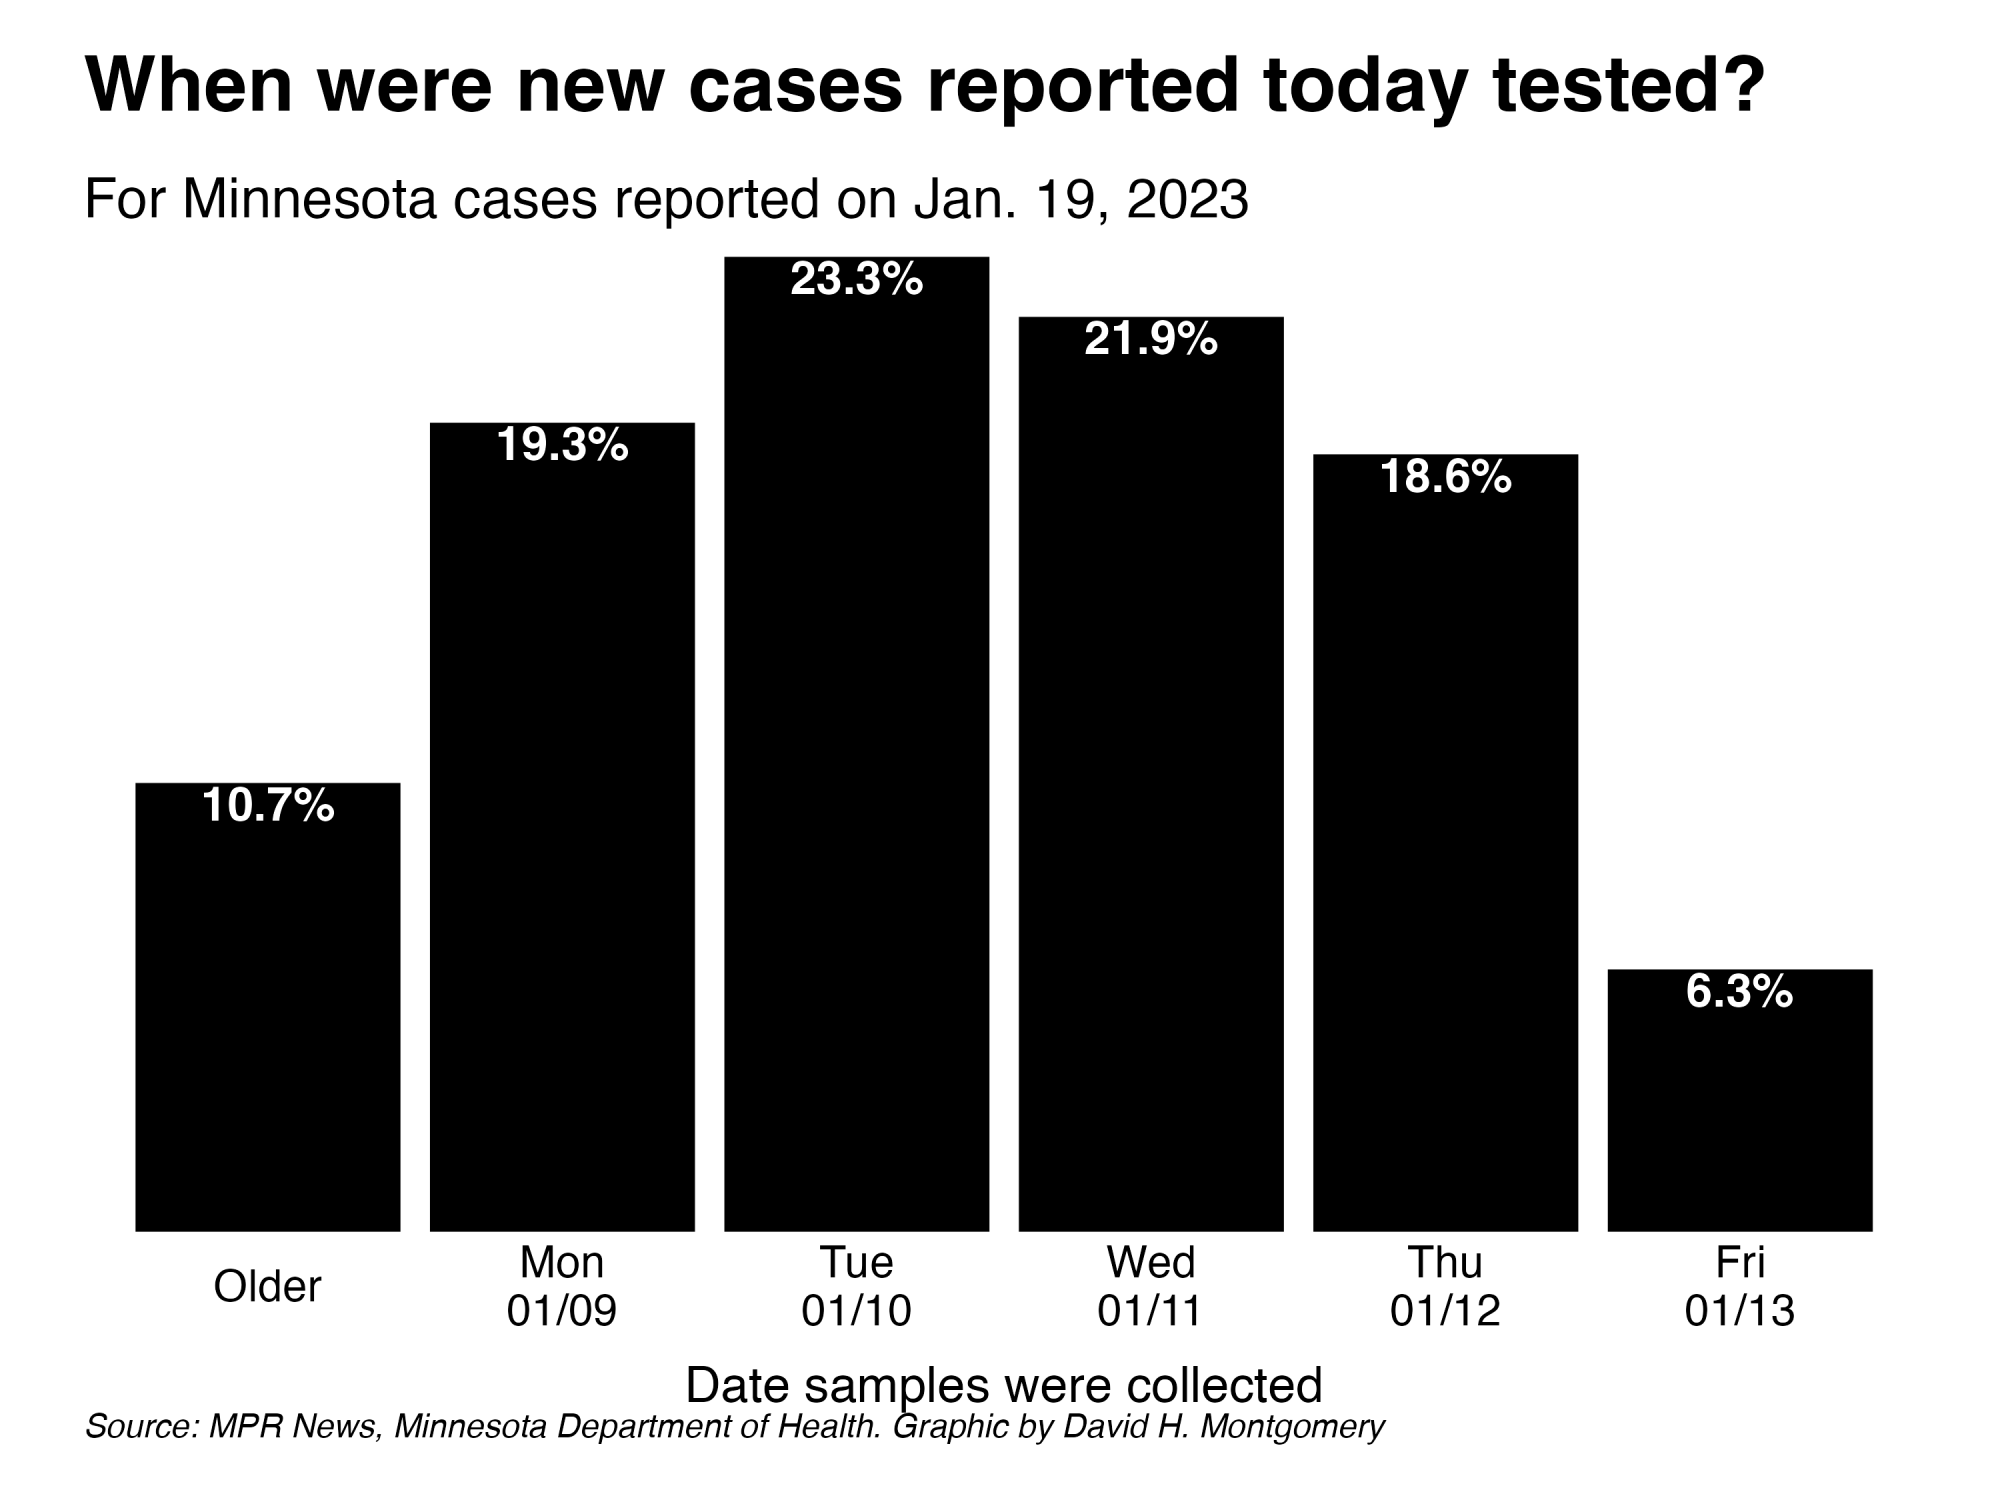 When were new cases reported today tested?
For Minnesota cases reported on Jan. 19, 2023
23.3%
21.9%
19.3%
18.6%
10.7%
6.3%
Older
Mon
01/09
Tue
01/10
Wed
01/11
Thu
01/12
Fri
01/13
Date samples were collected
Source: MPR News, Minnesota Department of Health. Graphic by David H. Montgomery